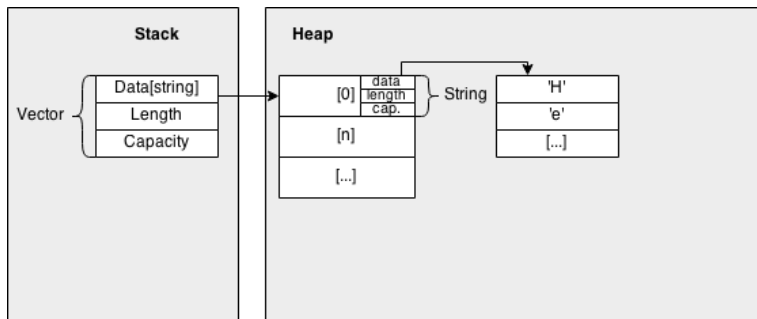 Stack
Heap
Vector
Data[string]
Length
Capacity
[0]
data
length
cap.
String
[n]
[...]
'H'
'e'
[...]